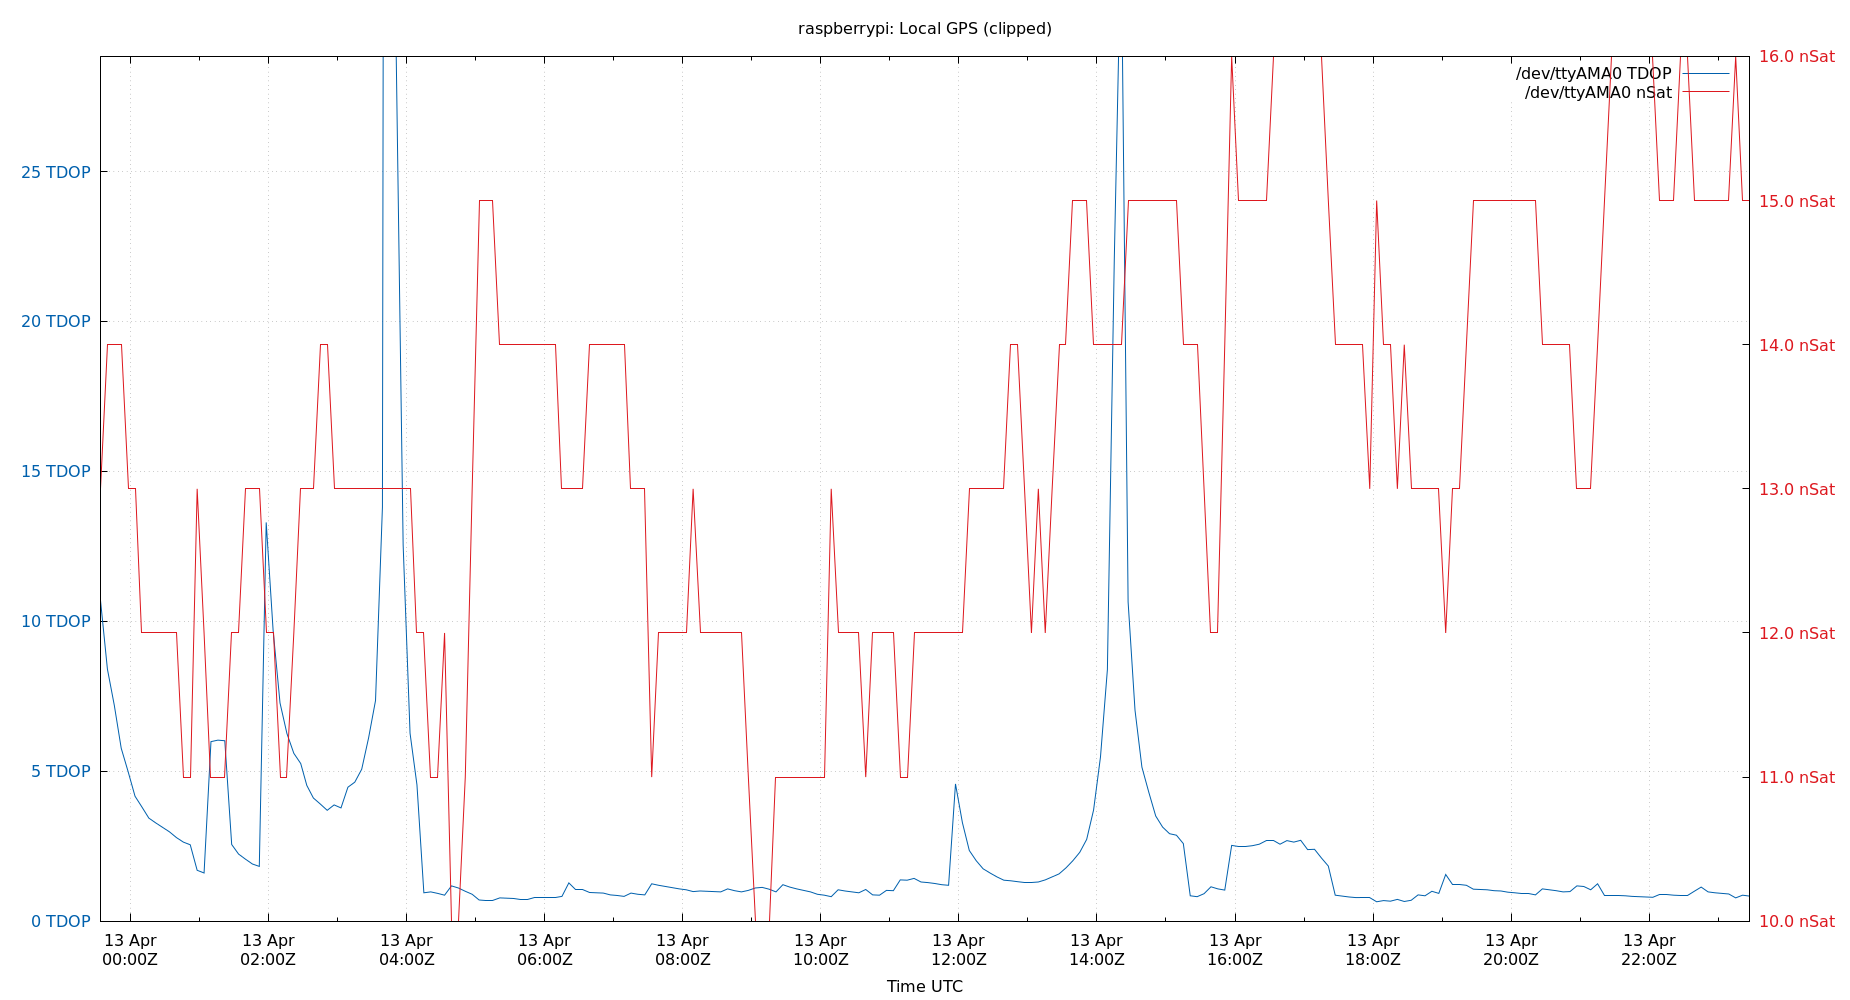 raspberrypi: Local GPS (clipped)
16.0 nSat
/dev/ttyAMA0 TDOP
/dev/ttyAMA0 nSat
25 TDOP
15.0 nSat
20 TDOP
14.0 nSat
15 TDOP
13.0 nSat
10 TDOP
12.0 nSat
5 TDOP
11.0 nSat
0 TDOP
10.0 nSat
13 Apr 13 Apr 13 Apr 13 Apr 13 Apr 13 Apr 13 Apr 13 Apr 13 Apr 13 Apr 13 Apr 13 Apr
00:00Z 02:00Z 04:00Z 06:00Z 08:00Z 10:00Z 12:00Z 14:00Z 16:00Z 18:00Z 20:00Z 22:00Z
Time UTC